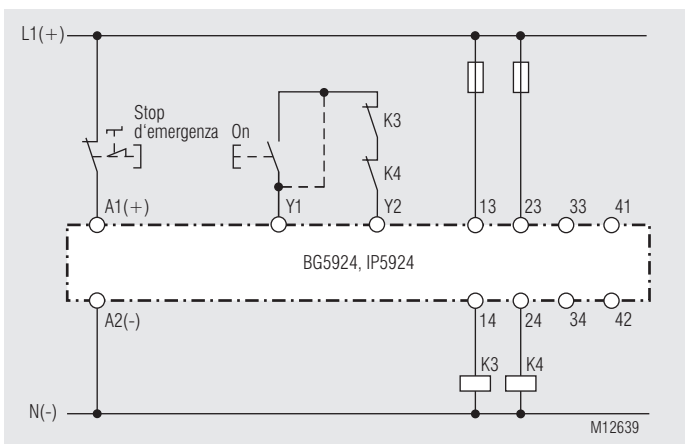 L1(+)
Stop
d'emergenza On
K3
K4
A1(+) Y1 Y2 13 23 33 41
BG5924, IP5924
A2(-) 14 24 34 42
K3 K4
N(-)
M12639